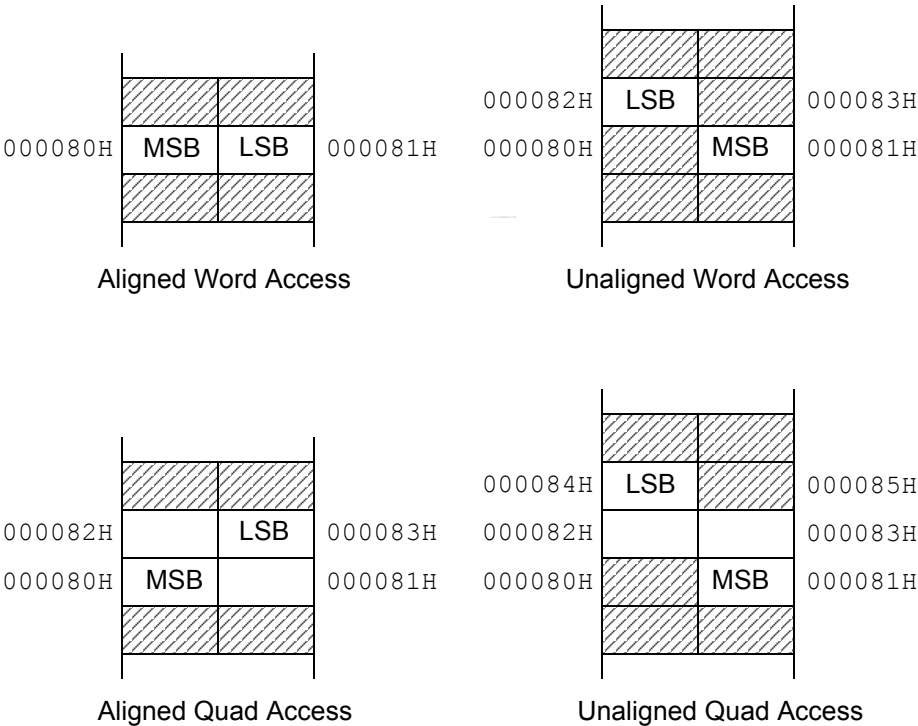 000080H MSB LSB 000081H
Aligned Word Access
000082H LSB 000083H
000080H MSB 000081H
Unaligned Word Access
000082H LSB 000083H
000080H MSB 000081H
Aligned Quad Access
000084H LSB 000085H
000082H 000083H
000080H MSB 000081H
Unaligned Quad Access